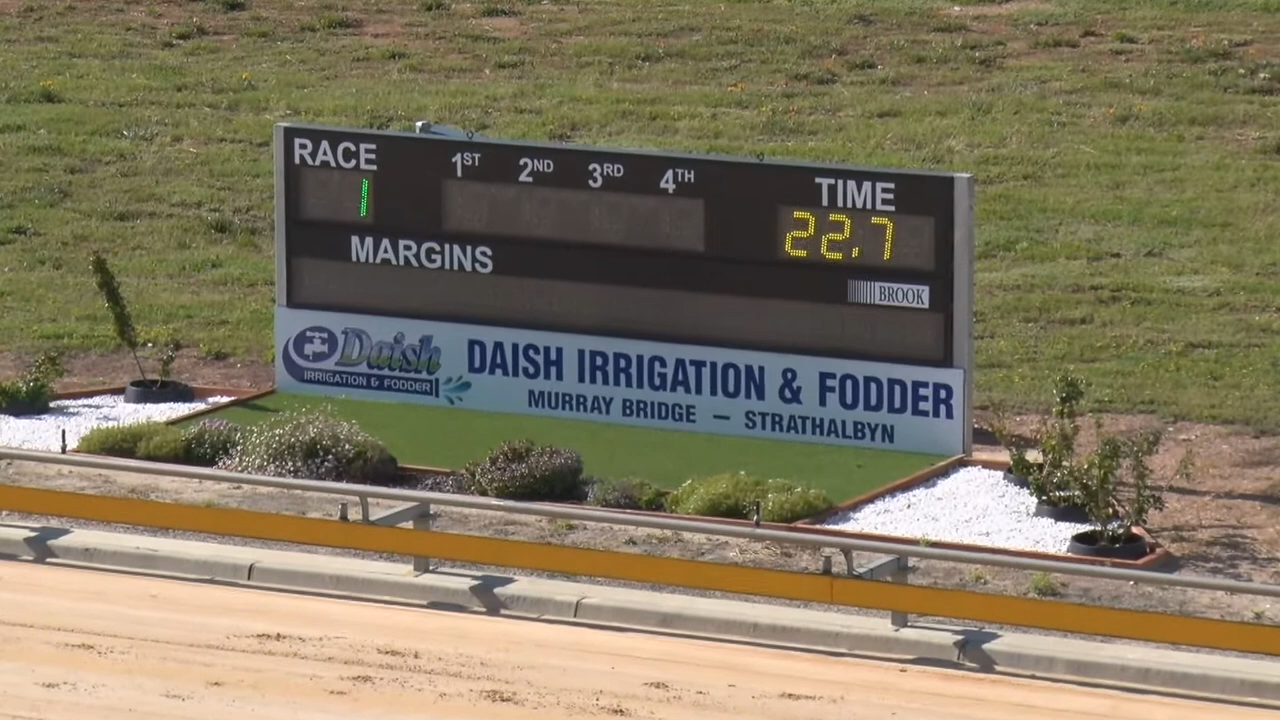 RACE 1ST 2ND 3RD 4TH TIME
1 22.7
MARGINS
BROOK
Daish
IRRIGATION & FODDER
DAISH IRRIGATION & FODDER
MURRAY BRIDGE — STRATHALBYN